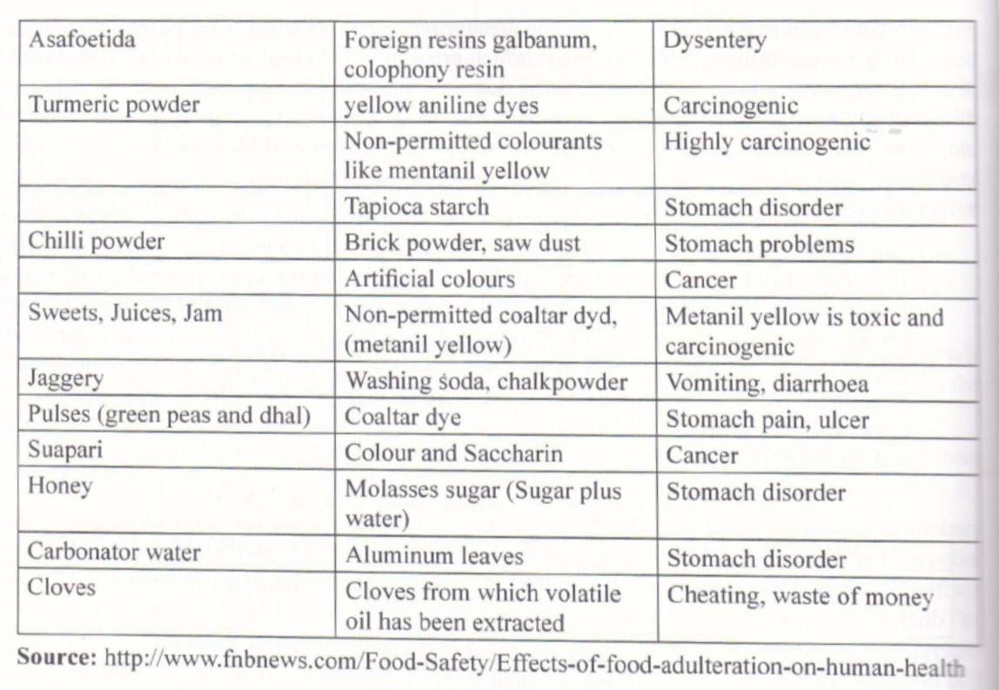 Asafoetida Foreign resins galbanum, Dysentery
colophony resin
Turmeric powder yellow aniline dyes Carcinogenic
Non-permitted colourants Highly carcinogenic
like mentanil yellow
Tapioca starch Stomach disorder
Chilli powder Brick powder, saw dust Stomach problems
Artificial colours Cancer
Sweets, Juices, Jam Non-permitted coaltar dyd, Metanil yellow is toxic and
(metanil yellow) carcinogenic
Jaggery Washing soda, chalkpowder Vomiting, diarrhoea
Pulses (green peas and dhal) Coaltar dye Stomach pain, ulcer
Suapari Colour and Saccharin Cancer
Honey Molasses sugar (Sugar plus Stomach disorder
water)
Carbonator water Aluminum leaves Stomach disorder
Cloves Cloves from which volatile Cheating, waste of money
oil has been extracted
Source: http://www.fnbnews.com/Food-Safety/Effects-of-food-adulteration-on-human-health